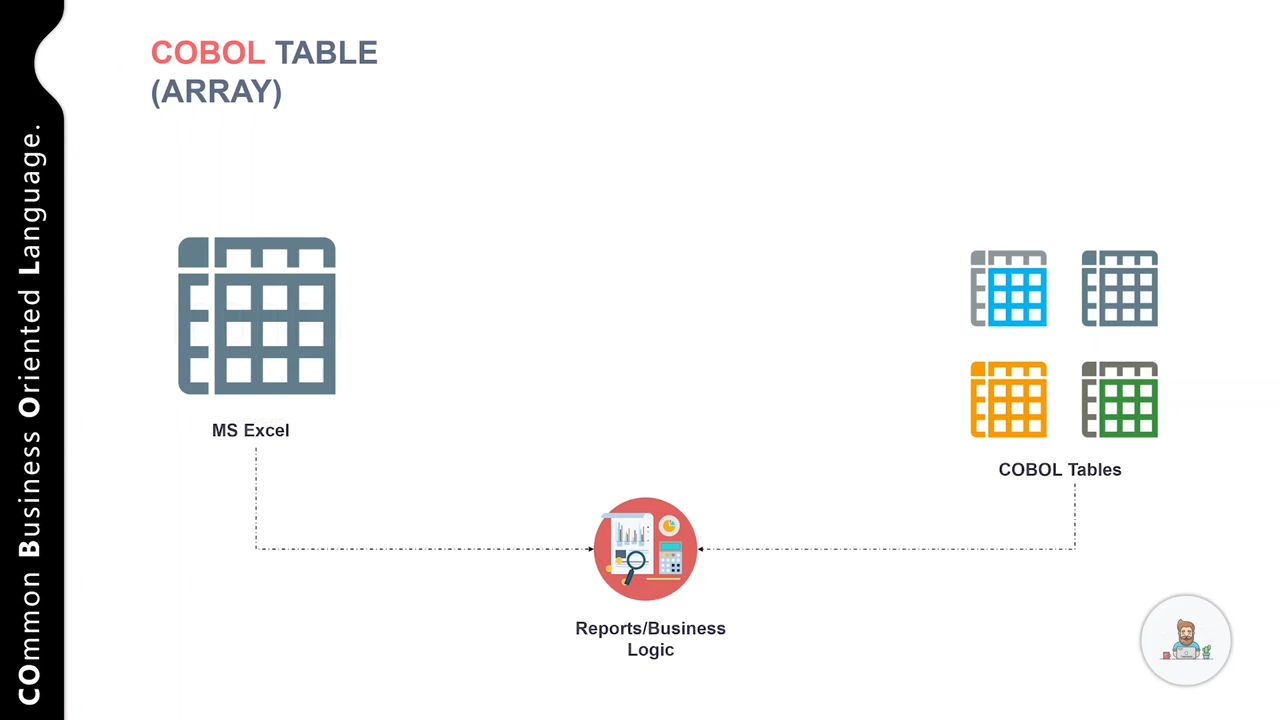 COBOL TABLE
(ARRAY)
COmmon Business Oriented Language.
MS Excel
COBOL Tables
Reports/Business
Logic